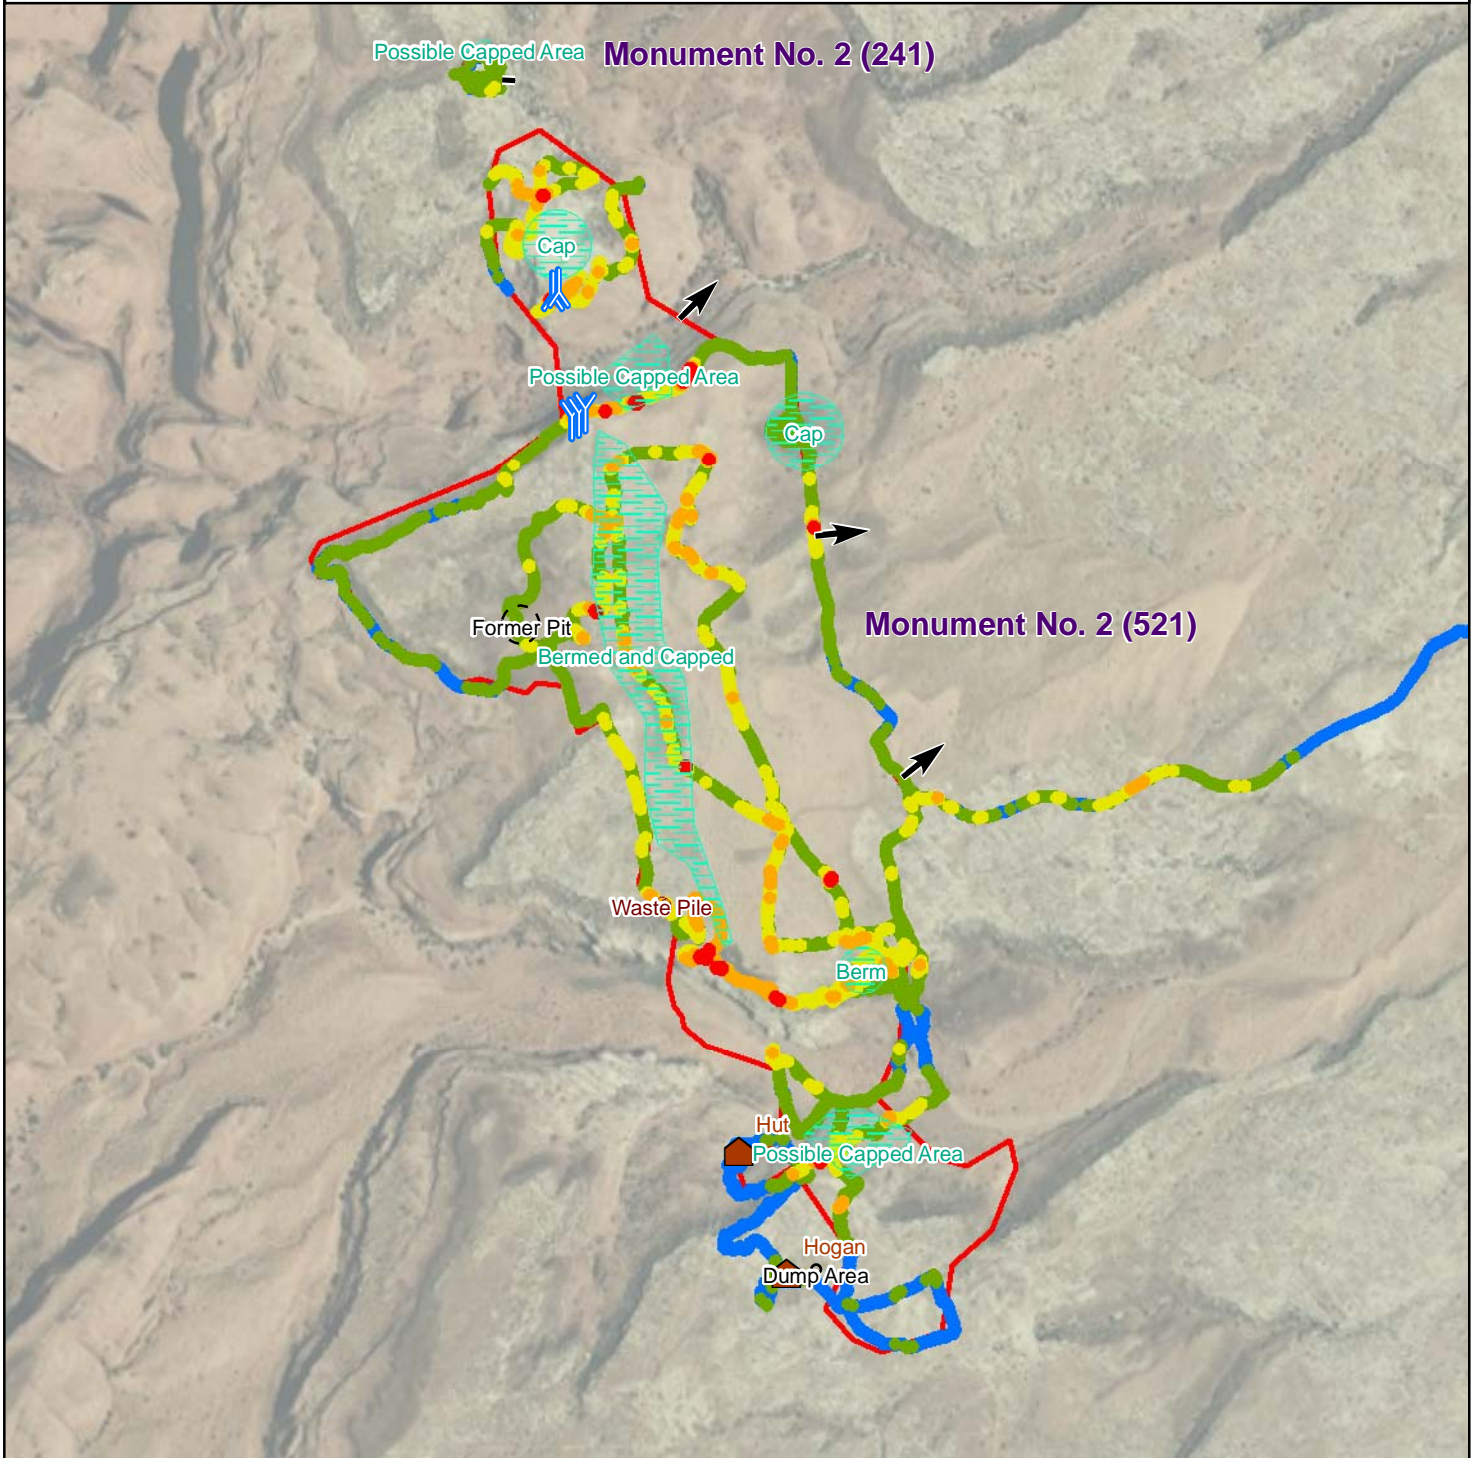 Possible Capped Area
Monument No. 2 (241)
Cap
Possible Capped Area
Cap
Former Pit
Monument No. 2 (521)
Bermed and Capped
Waste Pile
Berm
Hut
Possible Capped Area
Hogan
Dump Area